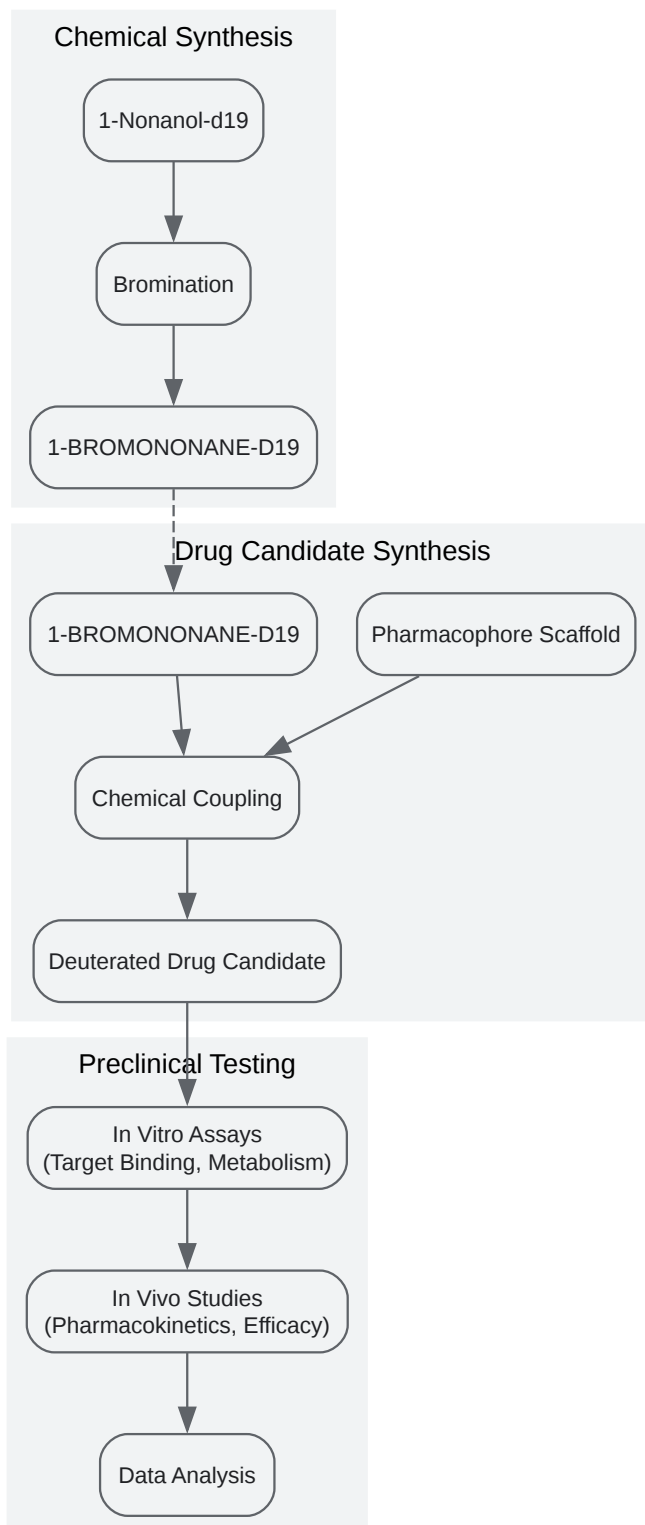 Chemical Synthesis
1-Nonanol-d19
Bromination
1-BROMONONANE-D19
Drug Candidate Synthesis
1-BROMONONANE-D19
Pharmacophore Scaffold
Chemical Coupling
Deuterated Drug Candidate
Preclinical Testing
In Vitro Assays
(Target Binding, Metabolism)
In Vivo Studies
(Pharmacokinetics, Efficacy)
Data Analysis